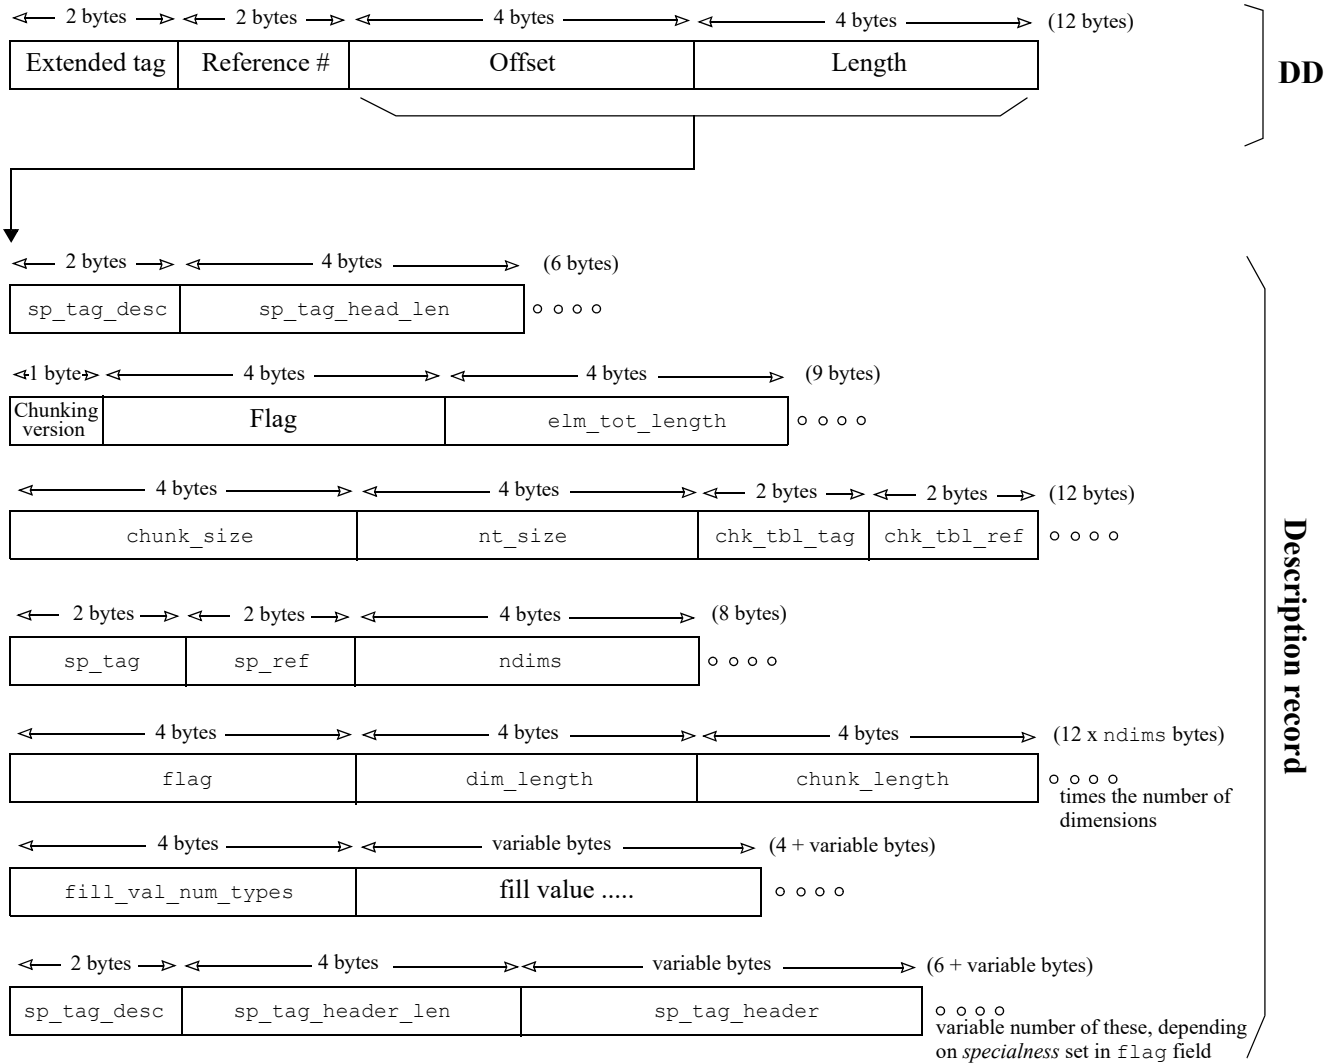 2 bytes 2 bytes 4 bytes 4 bytes (12 bytes)
Extended tag Reference # Offset Length
DD
2 bytes 4 bytes (6 bytes)
sp_tag_desc sp_tag_head_len
1 byte 4 bytes 4 bytes (9 bytes)
Chunking
version Flag elm_tot_length
4 bytes 4 bytes 2 bytes 2 bytes (12 bytes)
chunk_size nt_size chk_tbl_tag chk_tbl_ref
2 bytes 2 bytes 4 bytes (8 bytes)
sp_tag sp_ref ndims
4 bytes 4 bytes 4 bytes (12 x ndims bytes)
flag dim_length chunk_length
times the number of
dimensions
4 bytes variable bytes (4 + variable bytes)
fill_val_num_types fill value .....
2 bytes 4 bytes variable bytes (6 + variable bytes)
sp_tag_desc sp_tag_header_len sp_tag_header
variable number of these, depending
on specialness set in flag field
Description record